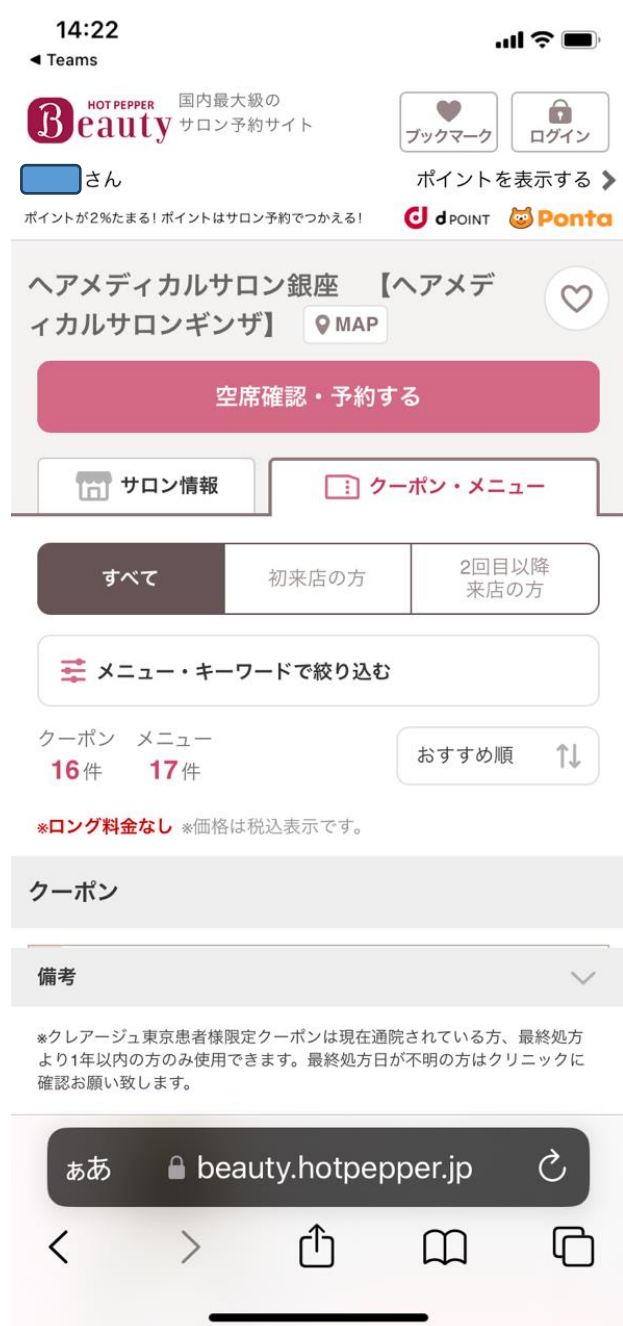 14:22
◀ Teams
HOT PEPPER
Beauty
国内最大級の
サロン予約サイト
ブックマーク
ログイン
さん
ポイントを表示する
ポイントが2%たまる!ポイントはサロン予約でつかえる!
d POINT
Ponta
ヘアメディカルサロン銀座 【ヘアメデ
ィカルサロンギンザ】 MAP
空席確認・予約する
サロン情報
クーポン・メニュー
すべて
初来店の方
2回目以降
来店の方
メニュー・キーワードで絞り込む
クーポン メニュー
16件 17件
おすすめ順
※ロング料金なし ※価格は税込表示です。
クーポン
備考
※クレアージュ東京患者様限定クーポンは現在通院されている方、最終処方
より1年以内の方のみ使用できます。最終処方日が不明の方はクリニックに
確認お願い致します。
ぁあ
beauty.hotpepper.jp